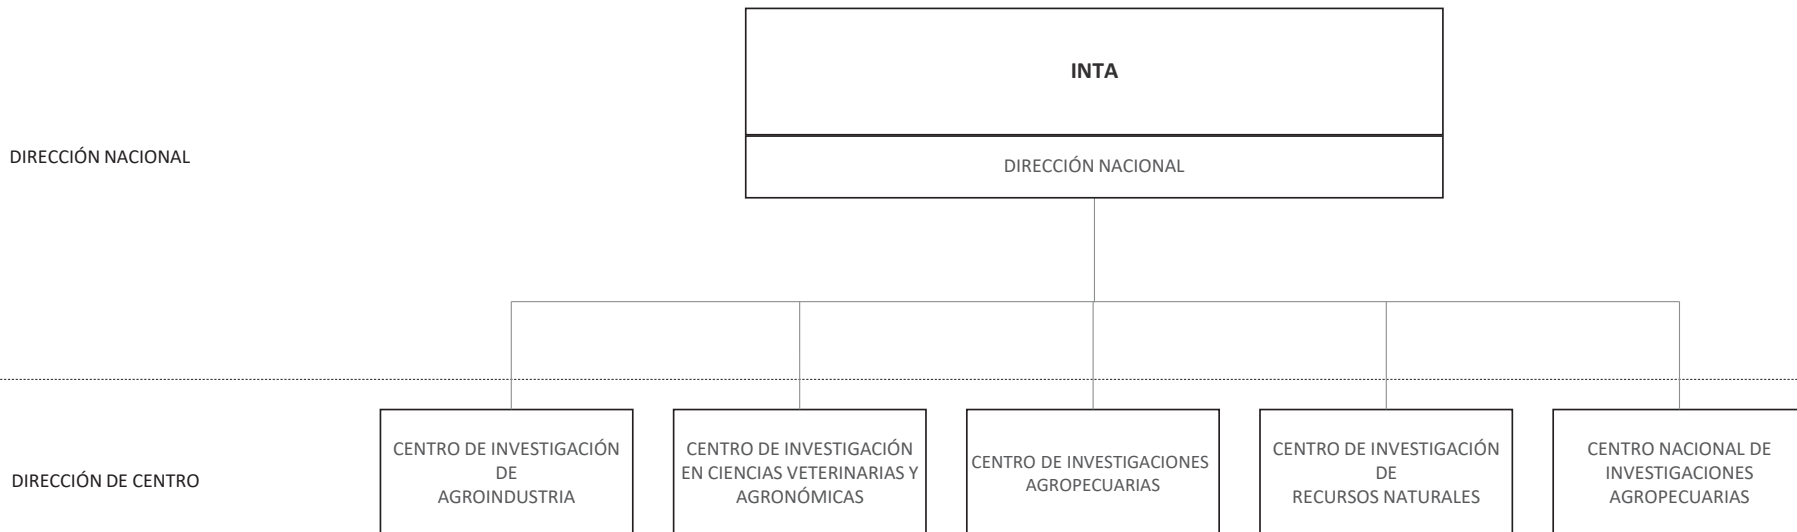 INTA
DIRECCIÓN NACIONAL
DIRECCIÓN NACIONAL
DIRECCIÓN DE CENTRO
CENTRO DE INVESTIGACIÓN
DE
AGROINDUSTRIA
CENTRO DE INVESTIGACIÓN
EN CIENCIAS VETERINARIAS Y
AGRONÓMICAS
CENTRO DE INVESTIGACIONES
AGROPECUARIAS
CENTRO DE INVESTIGACIÓN
DE
RECURSOS NATURALES
CENTRO NACIONAL DE
INVESTIGACIONES
AGROPECUARIAS